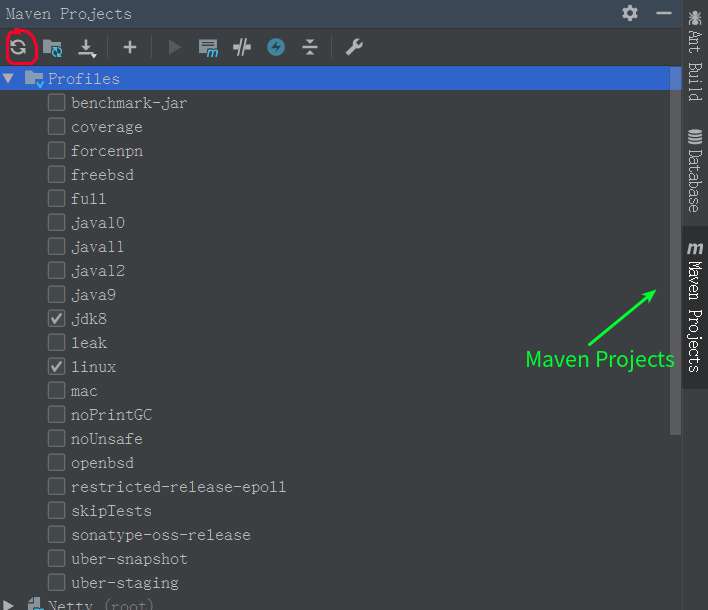 Maven Projects
Profiles
benchmark-jar
coverage
forcenpn
freebsd
full
java10
java11
java12
java9
jdk8
leak
linux
mac
noPrintGC
noUnsafe
openbsd
restricted-release-epoll
skipTests
sonatype-oss-release
uber-snapshot
uber-staging
Netty (root)
Maven Projects
Ant Build
Database
m Maven Projects